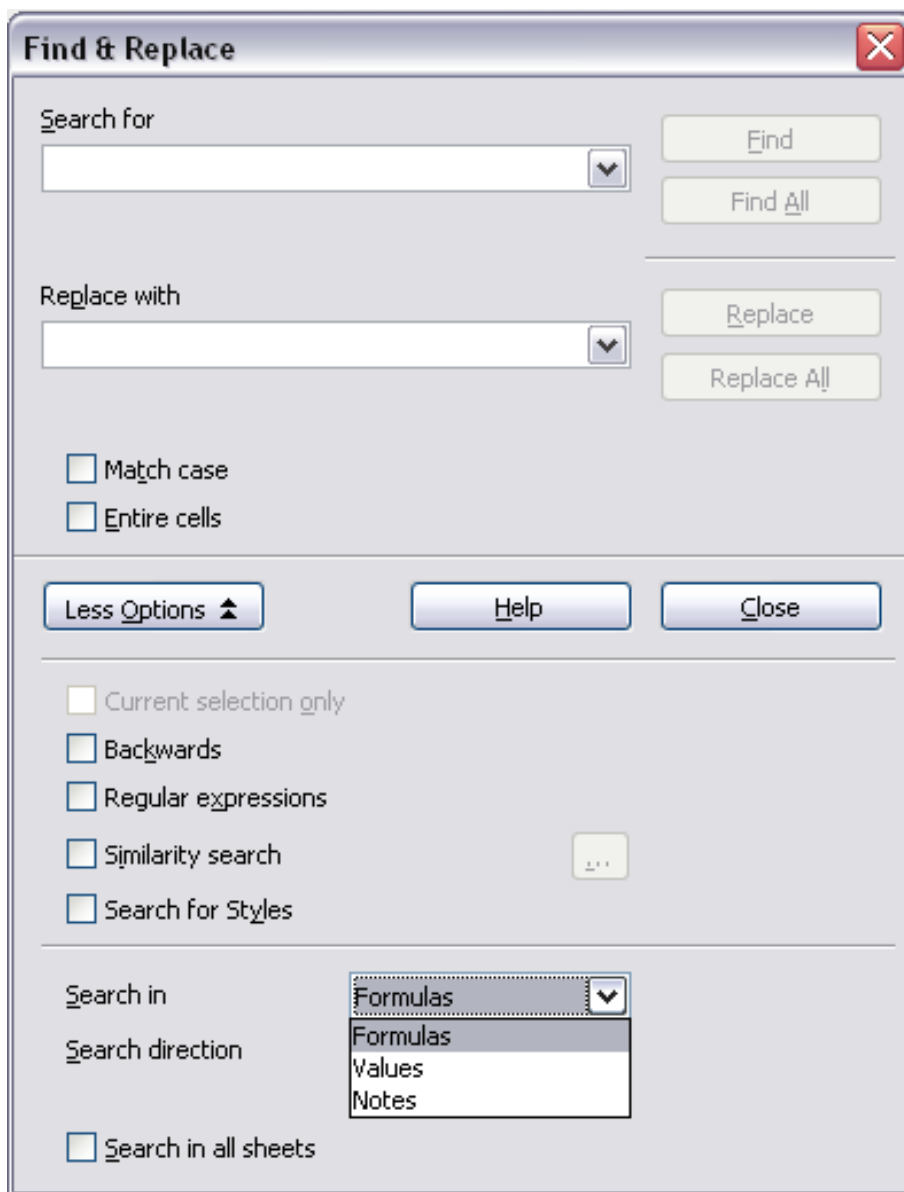 Find & Replace
Search for
Find
Find All
Replace with
Replace
Replace All
Match case
Entire cells
Less Options
Help
Close
Current selection only
Backwards
Regular expressions
Similarity search
...
Search for Styles
Search in
Formulas
Formulas
Search direction
Values
Notes
Search in all sheets